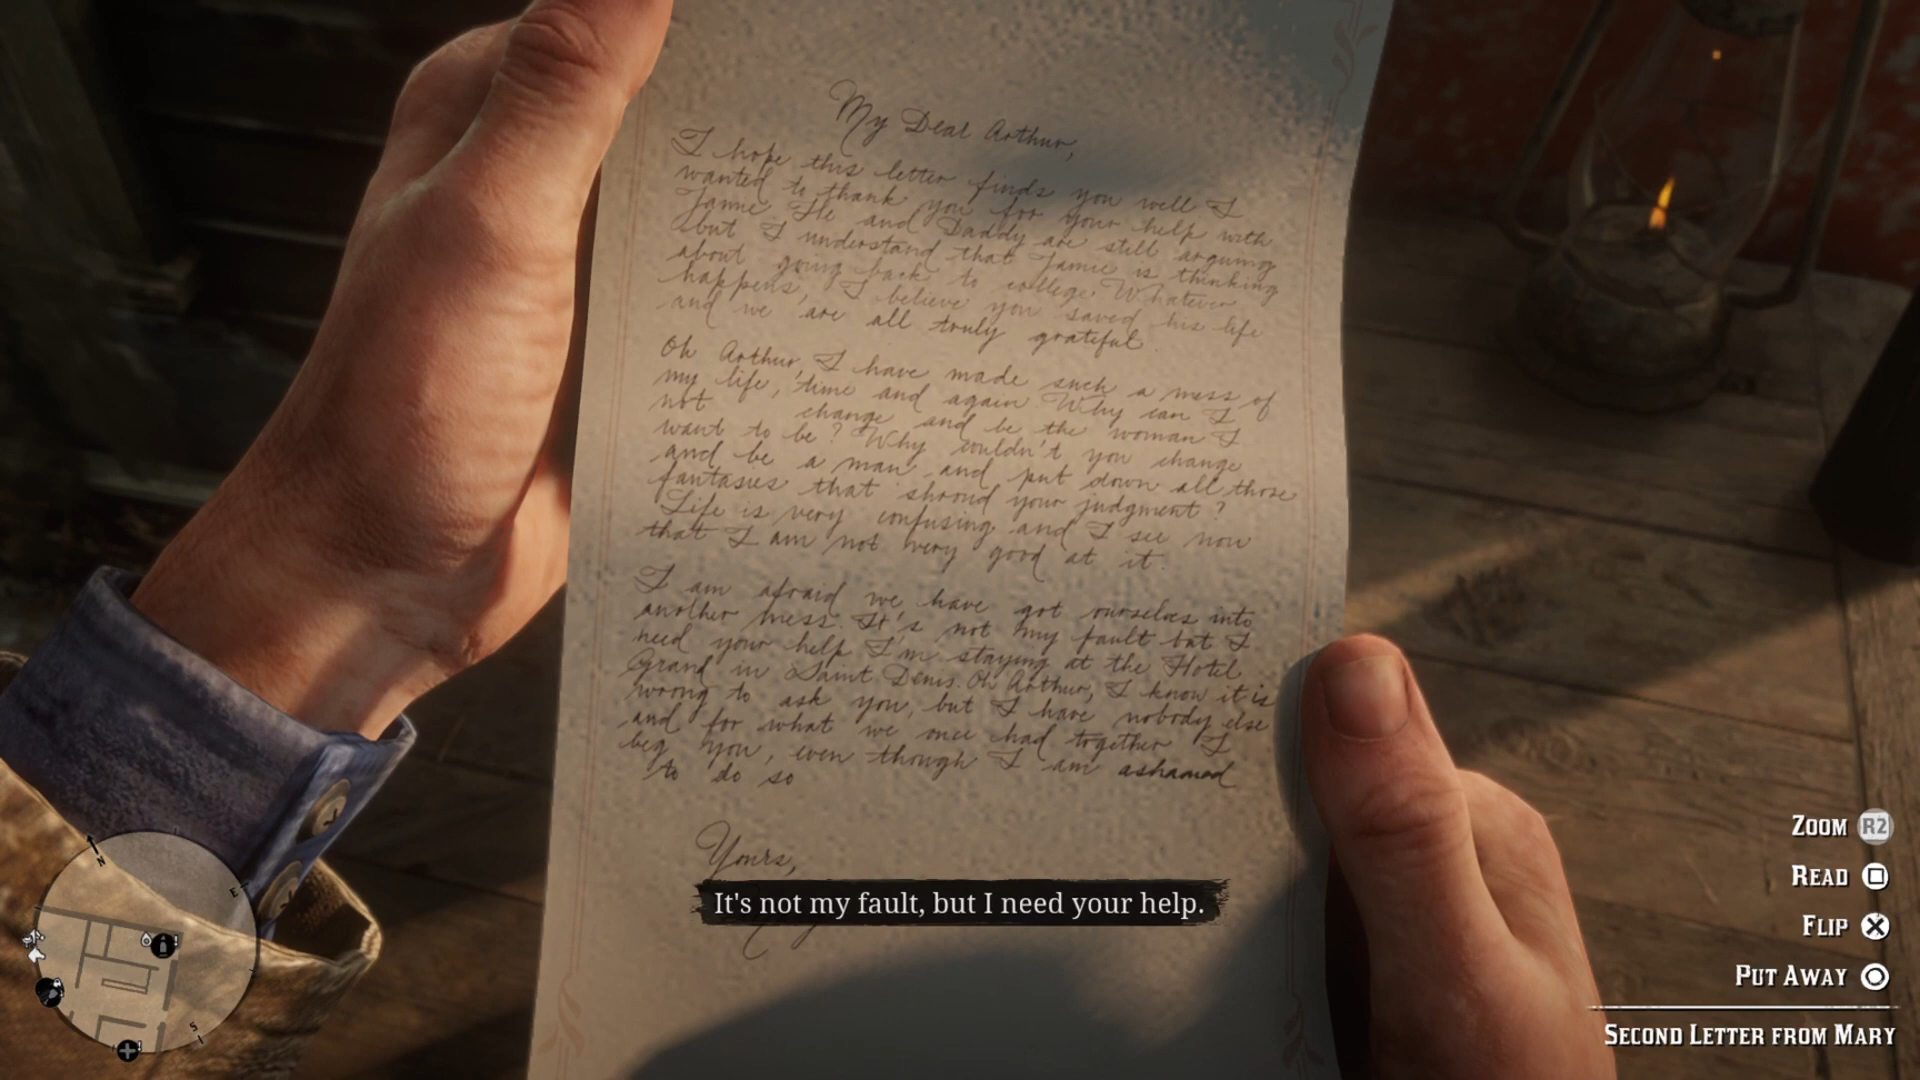 My Dear Arthur,
I hope this letter finds you well I
wanted to thank you for your help with
Jamie He and Daddy are still arguing
but I understand that Jamie is thinking
about going back to college. Whatever
happens, I believe you saved his life
and we are all truly grateful.
Oh Arthur, I have made such a mess of
my life, time and again Why can I
not change and be the woman I
want to be? Why couldn't you change
and be a man and put down all those
fantasies that shroud your judgment?
Life is very confusing and I see now
that I am not very good at it.
I am afraid we have got ourselves into
another mess. It's not my fault but I
need your help I'm staying at the Hotel
Grand in Saint Denis. Oh Arthur, I know it is
wrong to ask you, but I have nobody else
and for what we once had together I
beg you, even though I am ashamed
to do so
Yours,
It's not my fault, but I need your help.
N
E
S
ZOOM R2
READ
FLIP
PUT AWAY
SECOND LETTER FROM MARY